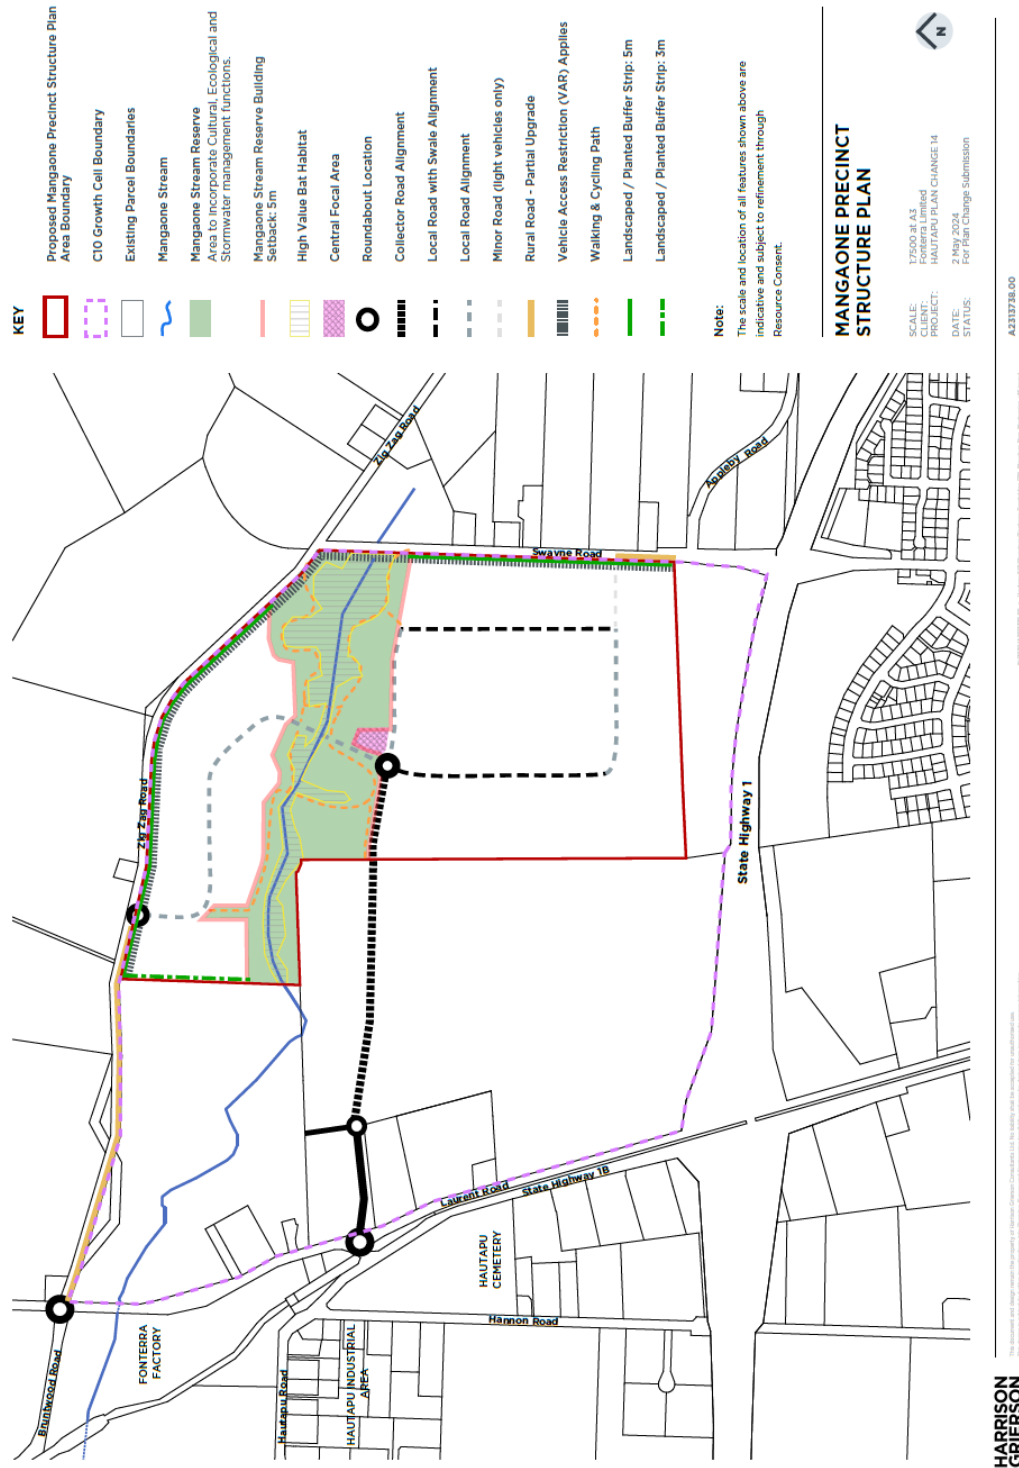 KEY
Proposed Mangaone Precinct Structure Plan
Area Boundary
C10 Growth Cell Boundary
Existing Parcel Boundaries
Mangaone Stream
Mangaone Stream Reserve
Area to Incorporate Cultural, Ecological and
Stormwater management functions.
Mangaone Stream Reserve Building
Setback: 5m
High Value Bat Habitat
Central Focal Area
Roundabout Location
Collector Road Alignment
Local Road with Swale Alignment
Local Road Alignment
Minor Road (light vehicles only)
Rural Road - Partial Upgrade
Vehicle Access Restriction (VAR) Applies
Walking & Cycling Path
Landscaped / Planted Buffer Strip: 5m
Landscaped / Planted Buffer Strip: 3m
Note:
The scale and location of all features shown above are
indicative and subject to refinement through
Resource Consent.
MANGAONE PRECINCT
STRUCTURE PLAN
SCALE: 1:7500 at A3
CLIENT: Fonterra Limited
PROJECT: HAUTAPU PLAN CHANGE 14
DATE: 2 May 2024
STATUS: For Plan Change Submission
N
A2313738.00
Zig Zag Road
Zig Zag Road
Swayne Road
Appleby Road
State Highway 1
Laurent Road
State Highway 1B
HAUTAPU
CEMETERY
Hannon Road
Bruntwood Road
FONTERRA
FACTORY
Hautapu Road
HAUTAPU INDUSTRIAL
AREA
HARRISON
GRIERSON